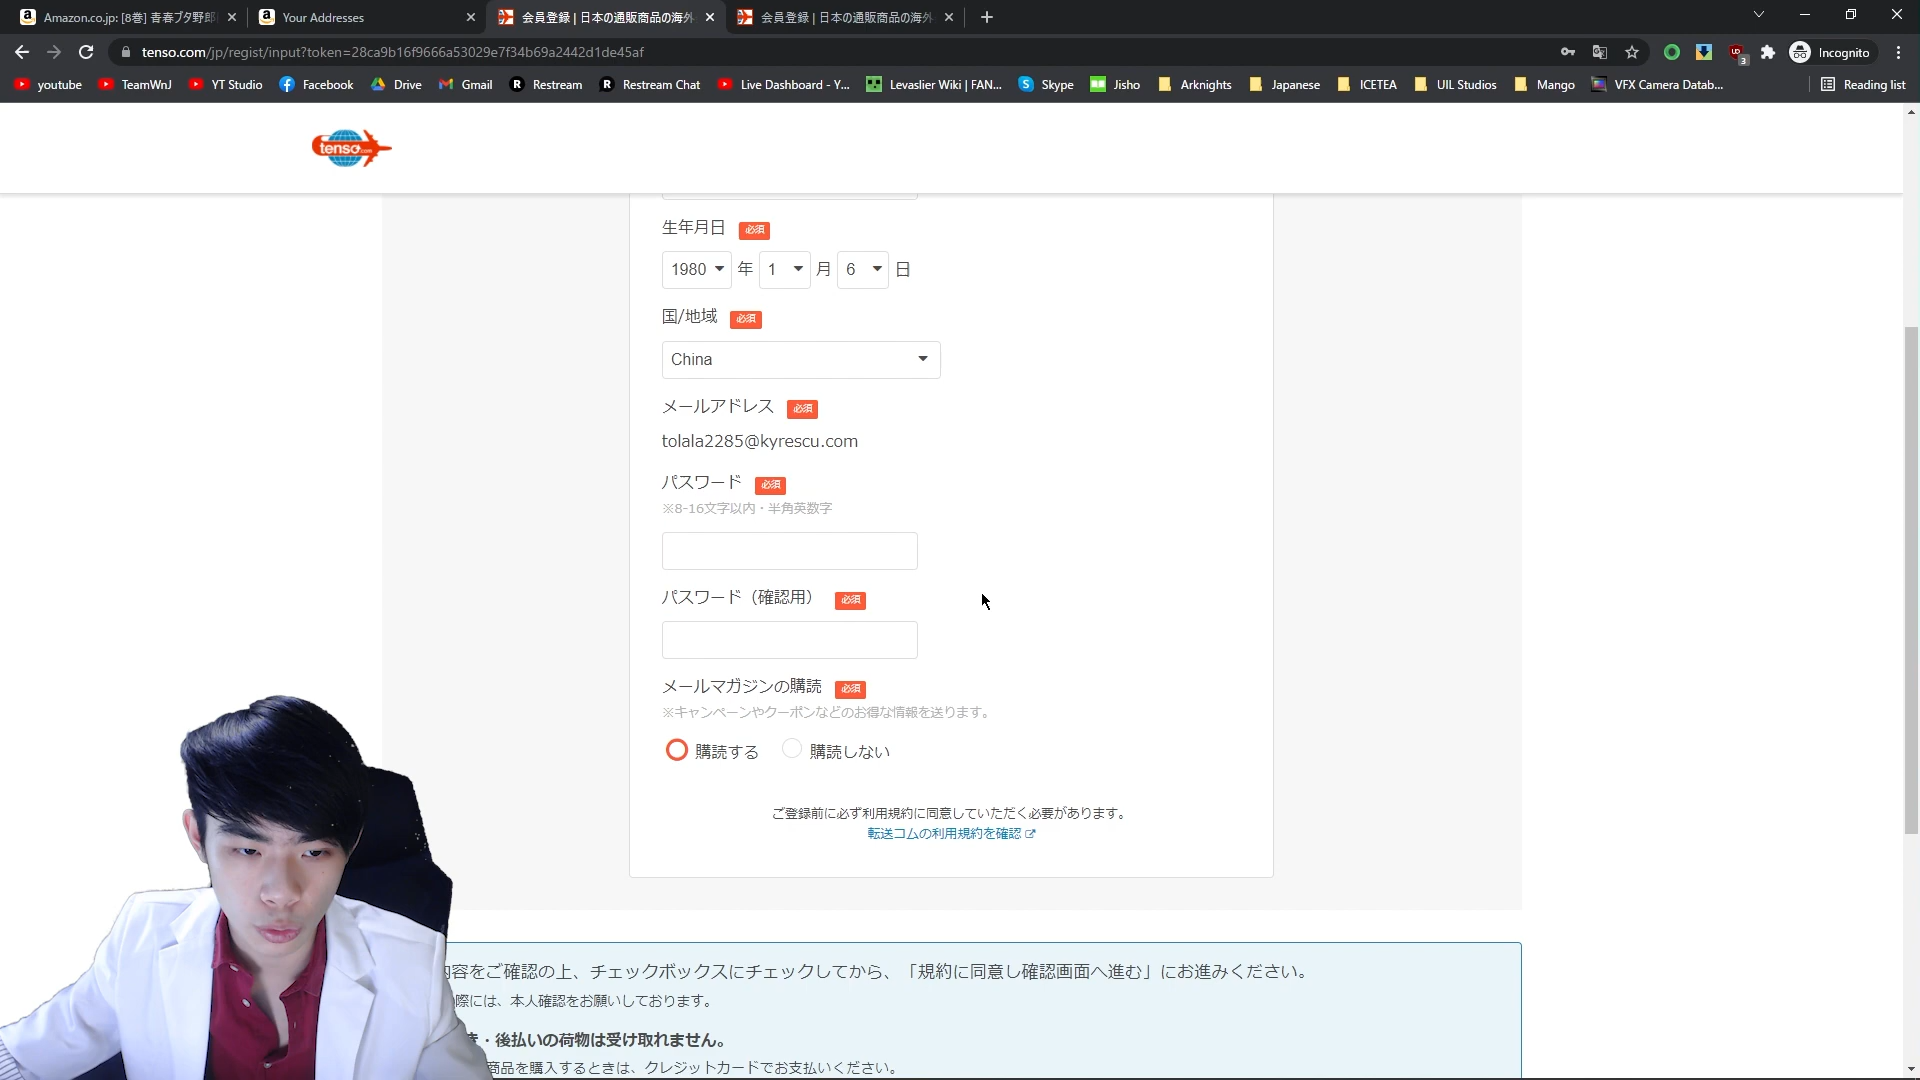 Amazon.co.jp: [8巻] 青春ブタ野郎
Your Addresses
会員登録 | 日本の通販商品の海外
会員登録 | 日本の通販商品の海外
tenso.com/jp/regist/input?token=28ca9b16f9666a53029e7f34b69a2442d1de45af
3
Incognito
youtube
TeamWnJ
YT Studio
Facebook
Drive
Gmail
Restream
Restream Chat
Live Dashboard - Y...
Levaslier Wiki | FAN...
Skype
Jisho
Arknights
Japanese
ICETEA
UIL Studios
Mango
VFX Camera Datab...
Reading list
tenso.com
生年月日 必須
1980 年 1 月 6 日
国/地域 必須
China
メールアドレス 必須
tolala2285@kyrescu.com
パスワード 必須
※8-16文字以内・半角英数字
パスワード（確認用） 必須
メールマガジンの購読 必須
※キャンペーンやクーポンなどのお得な情報を送ります。
購読する 購読しない
ご登録前に必ず利用規約に同意していただく必要があります。
転送コムの利用規約を確認
内容をご確認の上、チェックボックスにチェックしてから、「規約に同意し確認画面へ進む」にお進みください。
際には、本人確認をお願いしております。
・後払いの荷物は受け取れません。
商品を購入するときは、クレジットカードでお支払いください。